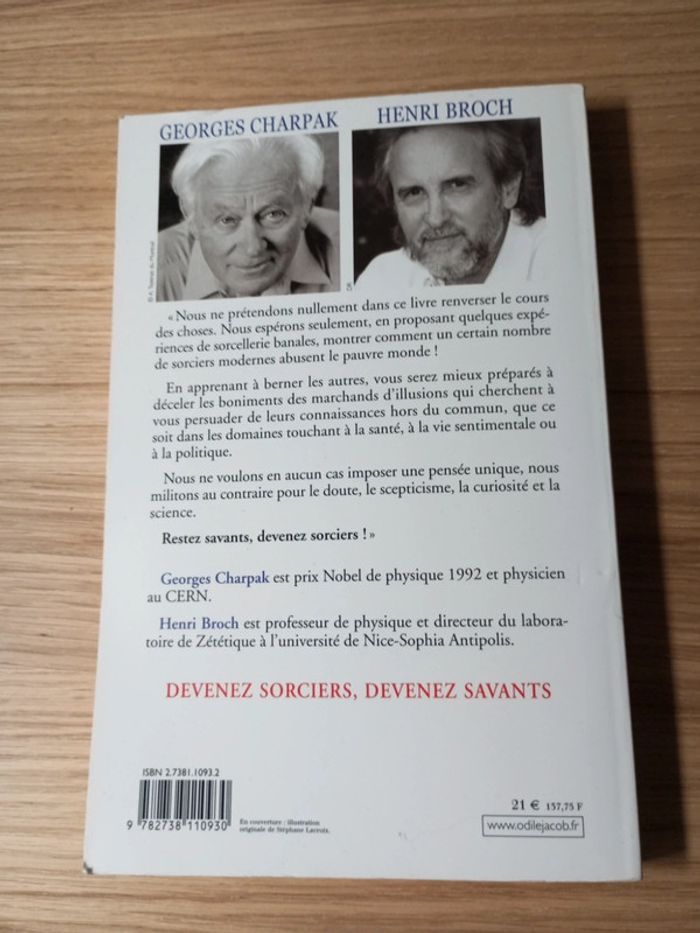 GEORGES CHARPAK
HENRI BROCH
DR
« Nous ne prétendons nullement dans ce livre renverser le cours
des choses. Nous espérons seulement, en proposant quelques expé-
riences de sorcellerie banales, montrer comment un certain nombre
de sorciers modernes abusent le pauvre monde !
En apprenant à berner les autres, vous serez mieux préparés à
déceler les boniments des marchands d'illusions qui cherchent à
vous persuader de leurs connaissances hors du commun, que ce
soit dans les domaines touchant à la santé, à la vie sentimentale ou
à la politique.
Nous ne voulons en aucun cas imposer une pensée unique, nous
militons au contraire pour le doute, le scepticisme, la curiosité et la
science.
Restez savants, devenez sorciers ! »
Georges Charpak est prix Nobel de physique 1992 et physicien
au CERN.
Henri Broch est professeur de physique et directeur du labora-
toire de Zététique à l'université de Nice-Sophia Antipolis.
DEVENEZ SORCIERS, DEVENEZ SAVANTS
ISBN 2.7381.1093.2
9 782738 110930
En couverture : illustration
originale de Stéphane Lacroix.
21 € 137,75 F
www.odilejacob.fr